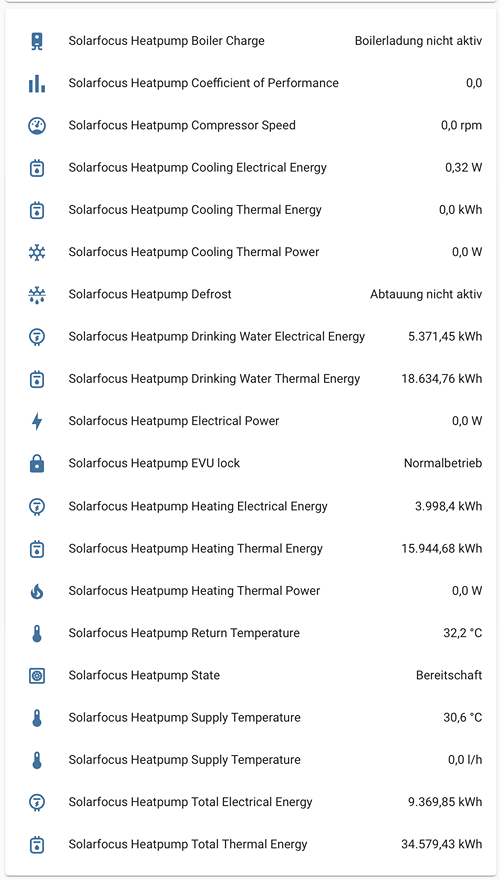 Solarfocus Heatpump Boiler Charge Boilerladung nicht aktiv
Solarfocus Heatpump Coefficient of Performance 0,0
Solarfocus Heatpump Compressor Speed 0,0 rpm
Solarfocus Heatpump Cooling Electrical Energy 0,32 W
Solarfocus Heatpump Cooling Thermal Energy 0,0 kWh
Solarfocus Heatpump Cooling Thermal Power 0,0 W
Solarfocus Heatpump Defrost Abtauung nicht aktiv
Solarfocus Heatpump Drinking Water Electrical Energy 5.371,45 kWh
Solarfocus Heatpump Drinking Water Thermal Energy 18.634,76 kWh
Solarfocus Heatpump Electrical Power 0,0 W
Solarfocus Heatpump EVU lock Normalbetrieb
Solarfocus Heatpump Heating Electrical Energy 3.998,4 kWh
Solarfocus Heatpump Heating Thermal Energy 15.944,68 kWh
Solarfocus Heatpump Heating Thermal Power 0,0 W
Solarfocus Heatpump Return Temperature 32,2 °C
Solarfocus Heatpump State Bereitschaft
Solarfocus Heatpump Supply Temperature 30,6 °C
Solarfocus Heatpump Supply Temperature 0,0 l/h
Solarfocus Heatpump Total Electrical Energy 9.369,85 kWh
Solarfocus Heatpump Total Thermal Energy 34.579,43 kWh